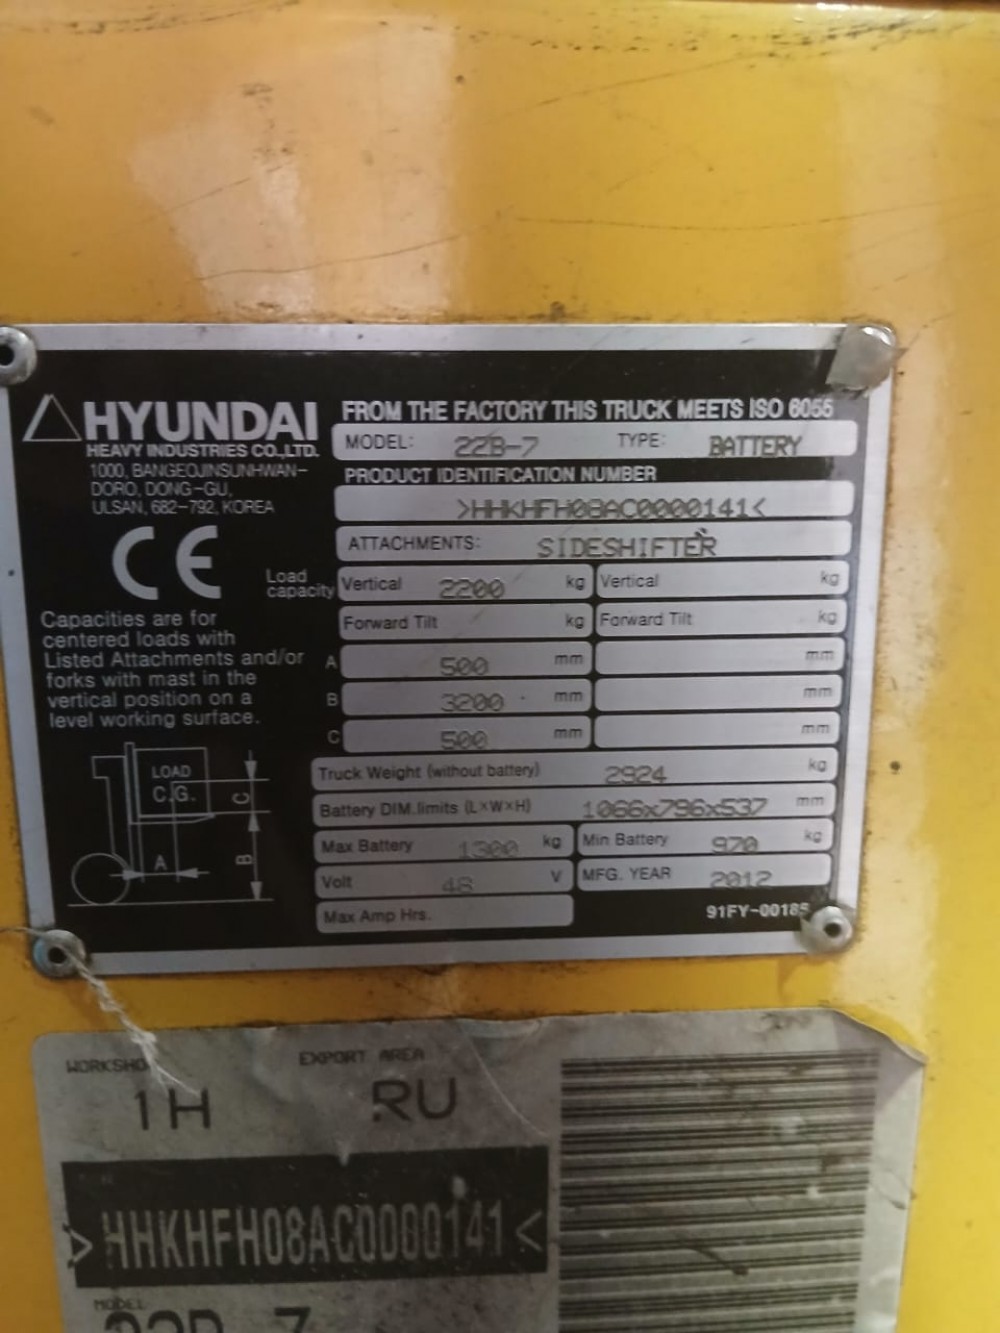 HYUNDAI
HEAVY INDUSTRIES CO.,LTD.
1000, BANGEOJINSUNHWAN-
DORO, DONG-GU,
ULSAN, 682-792, KOREA
CE
Capacities are for
centered loads with
Listed Attachments and/or
forks with mast in the
vertical position on a
level working surface.
LOAD
C.G.
A
B
C
FROM THE FACTORY THIS TRUCK MEETS ISO 6055
MODEL: 22B-7 TYPE: BATTERY
PRODUCT IDENTIFICATION NUMBER
>HHKHFH08AC0000141<
ATTACHMENTS: SIDESHIFTER
Load capacity Vertical 2200 kg Vertical kg
Forward Tilt kg Forward Tilt kg
A 500 mm mm
B 3200 mm mm
C 500 mm mm
Truck Weight (without battery) 2924 kg
Battery DIM. limits (L×W×H) 1066x796x537 mm
Max Battery 1300 kg Min Battery 970 kg
Volt 48 V MFG. YEAR 2012
Max Amp Hrs.
91FY-00185
WORKSHO EXPORT AREA
1H RU
>HHKHFH08AC0000141<
MODEL
22B-7